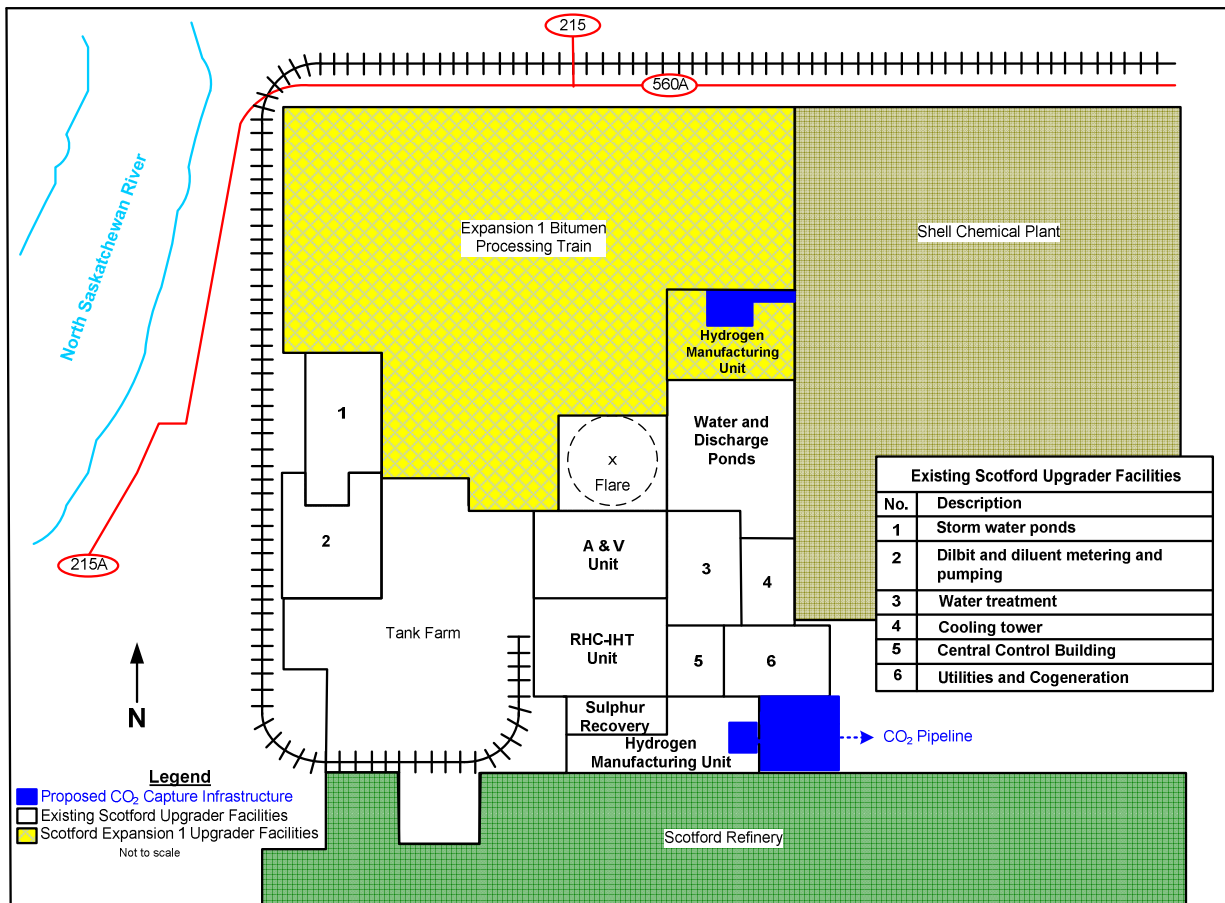 215
560A
North Saskatchewan River
Expansion 1 Bitumen
Processing Train
Shell Chemical Plant
Hydrogen
Manufacturing
Unit
1
Water and
Discharge
Ponds
x
Flare
2
A & V
Unit
3
4
215A
Tank Farm
RHC-IHT
Unit
5
6
Existing Scotford Upgrader Facilities
No. Description
1 Storm water ponds
2 Dilbit and diluent metering and
pumping
3 Water treatment
4 Cooling tower
5 Central Control Building
6 Utilities and Cogeneration
N
Sulphur
Recovery
Hydrogen
Manufacturing Unit
CO₂ Pipeline
Legend
Proposed CO₂ Capture Infrastructure
Existing Scotford Upgrader Facilities
Scotford Expansion 1 Upgrader Facilities
Not to scale
Scotford Refinery